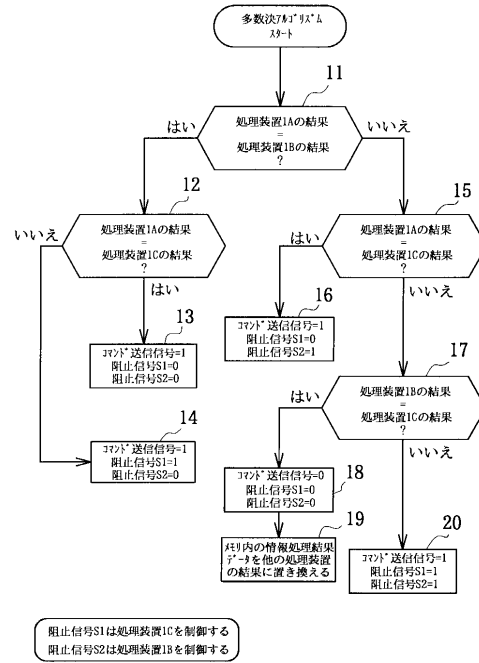 多数決アルゴリズム
スタート
11
処理装置1Aの結果
=
処理装置1Bの結果
?
はい
いいえ
12
処理装置1Aの結果
=
処理装置1Cの結果
?
いいえ
はい
15
処理装置1Aの結果
=
処理装置1Cの結果
?
はい
いいえ
13
コマンド送信信号=1
阻止信号S1=0
阻止信号S2=0
16
コマンド送信信号=1
阻止信号S1=0
阻止信号S2=1
14
コマンド送信信号=1
阻止信号S1=1
阻止信号S2=0
17
処理装置1Bの結果
=
処理装置1Cの結果
?
はい
いいえ
18
コマンド送信信号=0
阻止信号S1=0
阻止信号S2=0
19
メモリ内の情報処理結果
データを他の処理装置
の結果に置き換える
20
コマンド送信信号=1
阻止信号S1=1
阻止信号S2=1
阻止信号S1は処理装置1Cを制御する
阻止信号S2は処理装置1Bを制御する